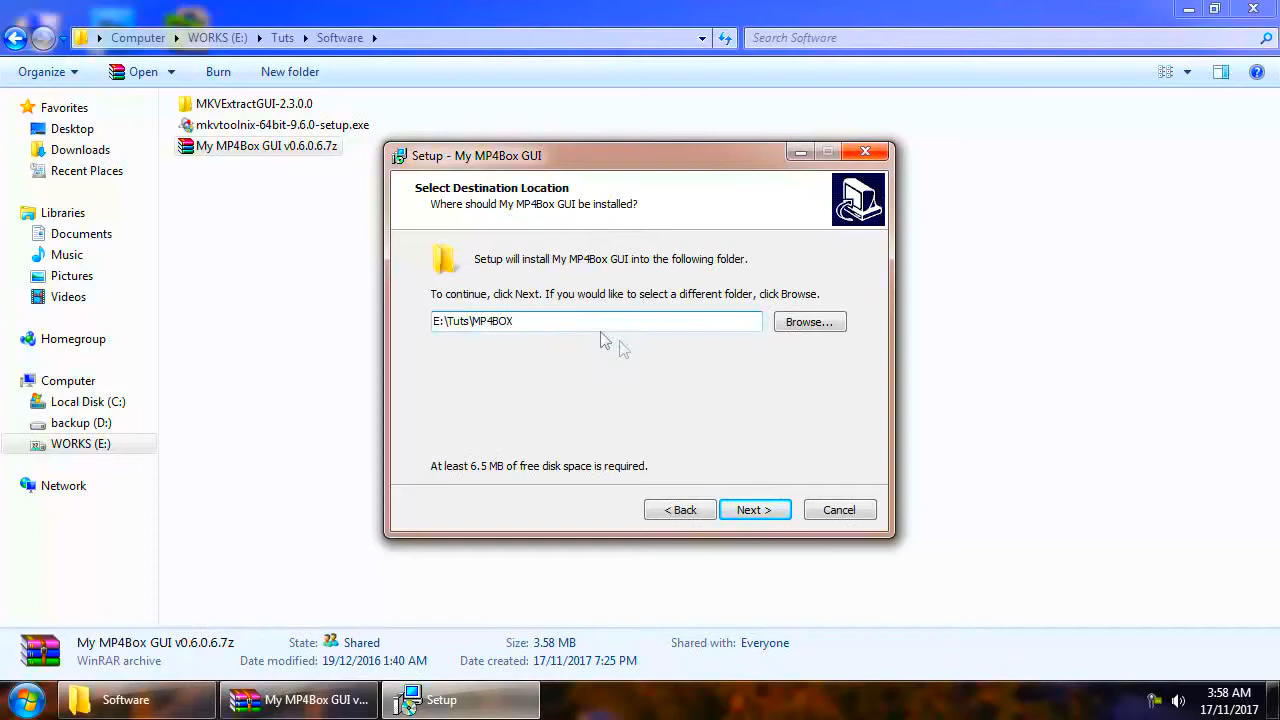 Computer WORKS (E:) Tuts Software
Search Software
Organize Open Burn New folder
Favorites
Desktop
Downloads
Recent Places
Libraries
Documents
Music
Pictures
Videos
Homegroup
Computer
Local Disk (C:)
backup (D:)
WORKS (E:)
Network
MKVExtractGUI-2.3.0.0
mkvtoolnix-64bit-9.6.0-setup.exe
My MP4Box GUI v0.6.0.6.7z
Setup - My MP4Box GUI
Select Destination Location
Where should My MP4Box GUI be installed?
Setup will install My MP4Box GUI into the following folder.
To continue, click Next. If you would like to select a different folder, click Browse.
E:\Tuts\MP4BOX
Browse...
At least 6.5 MB of free disk space is required.
< Back Next > Cancel
My MP4Box GUI v0.6.0.6.7z State: Shared Size: 3.58 MB Shared with: Everyone
WinRAR archive Date modified: 19/12/2016 1:40 AM Date created: 17/11/2017 7:25 PM
Software My MP4Box GUI v... Setup
3:58 AM
17/11/2017